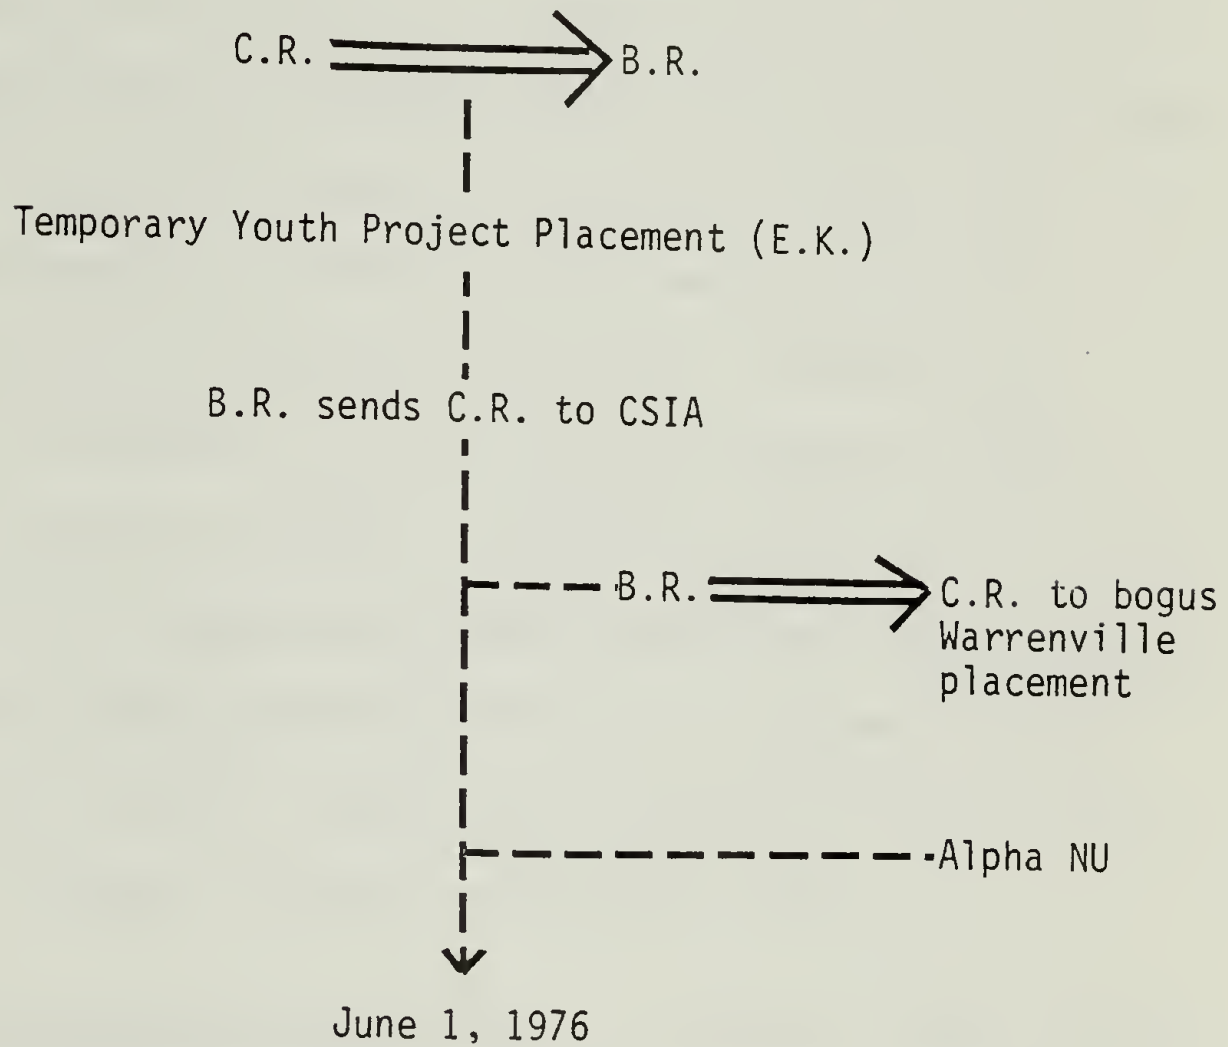 C.R. B.R.
Temporary Youth Project Placement (E.K.)
B.R. sends C.R. to CSIA
B.R. C.R. to bogus
Warrenville
placement
Alpha NU
June 1, 1976